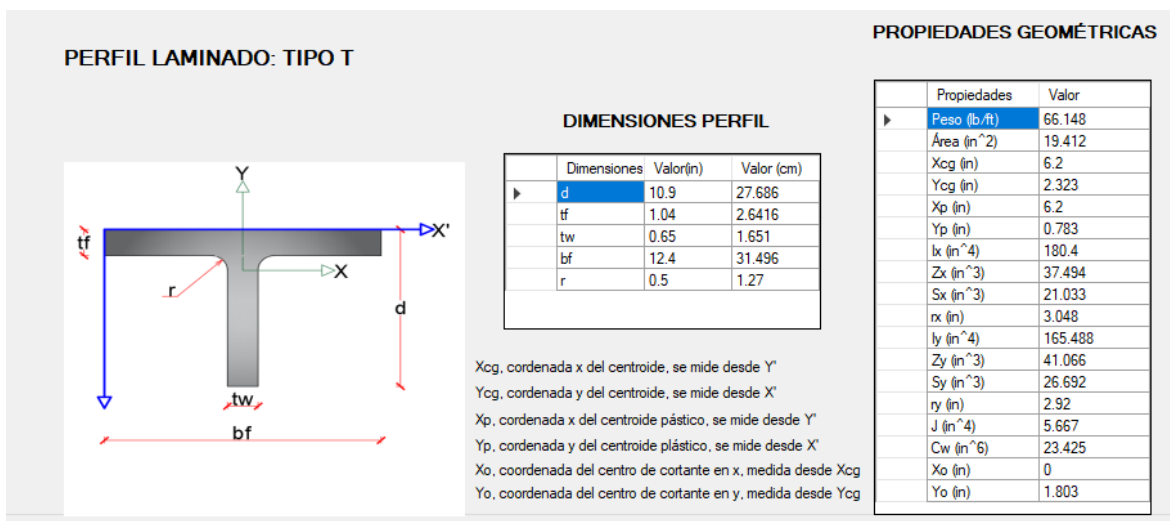 PROPIEDADES GEOMÉTRICAS
PERFIL LAMINADO: TIPO T
DIMENSIONES PERFIL
Dimensiones Valor(in) Valor (cm)
d 10.9 27.686
tf 1.04 2.6416
tw 0.65 1.651
bf 12.4 31.496
r 0.5 1.27
Propiedades Valor
Peso (lb/ft) 66.148
Área (in^2) 19.412
Xcg (in) 6.2
Ycg (in) 2.323
Xp (in) 6.2
Yp (in) 0.783
Ix (in^4) 180.4
Zx (in^3) 37.494
Sx (in^3) 21.033
rx (in) 3.048
Iy (in^4) 165.488
Zy (in^3) 41.066
Sy (in^3) 26.692
ry (in) 2.92
J (in^4) 5.667
Cw (in^6) 23.425
Xo (in) 0
Yo (in) 1.803
Y
X'
tf
X
r
d
tw
bf
Xcg, cordenada x del centroide, se mide desde Y'
Ycg, cordenada y del centroide, se mide desde X'
Xp, cordenada x del centroide pástico, se mide desde Y'
Yp, cordenada y del centroide plástico, se mide desde X'
Xo, coordenada del centro de cortante en x, medida desde Xcg
Yo, coordenada del centro de cortante en y, medida desde Ycg